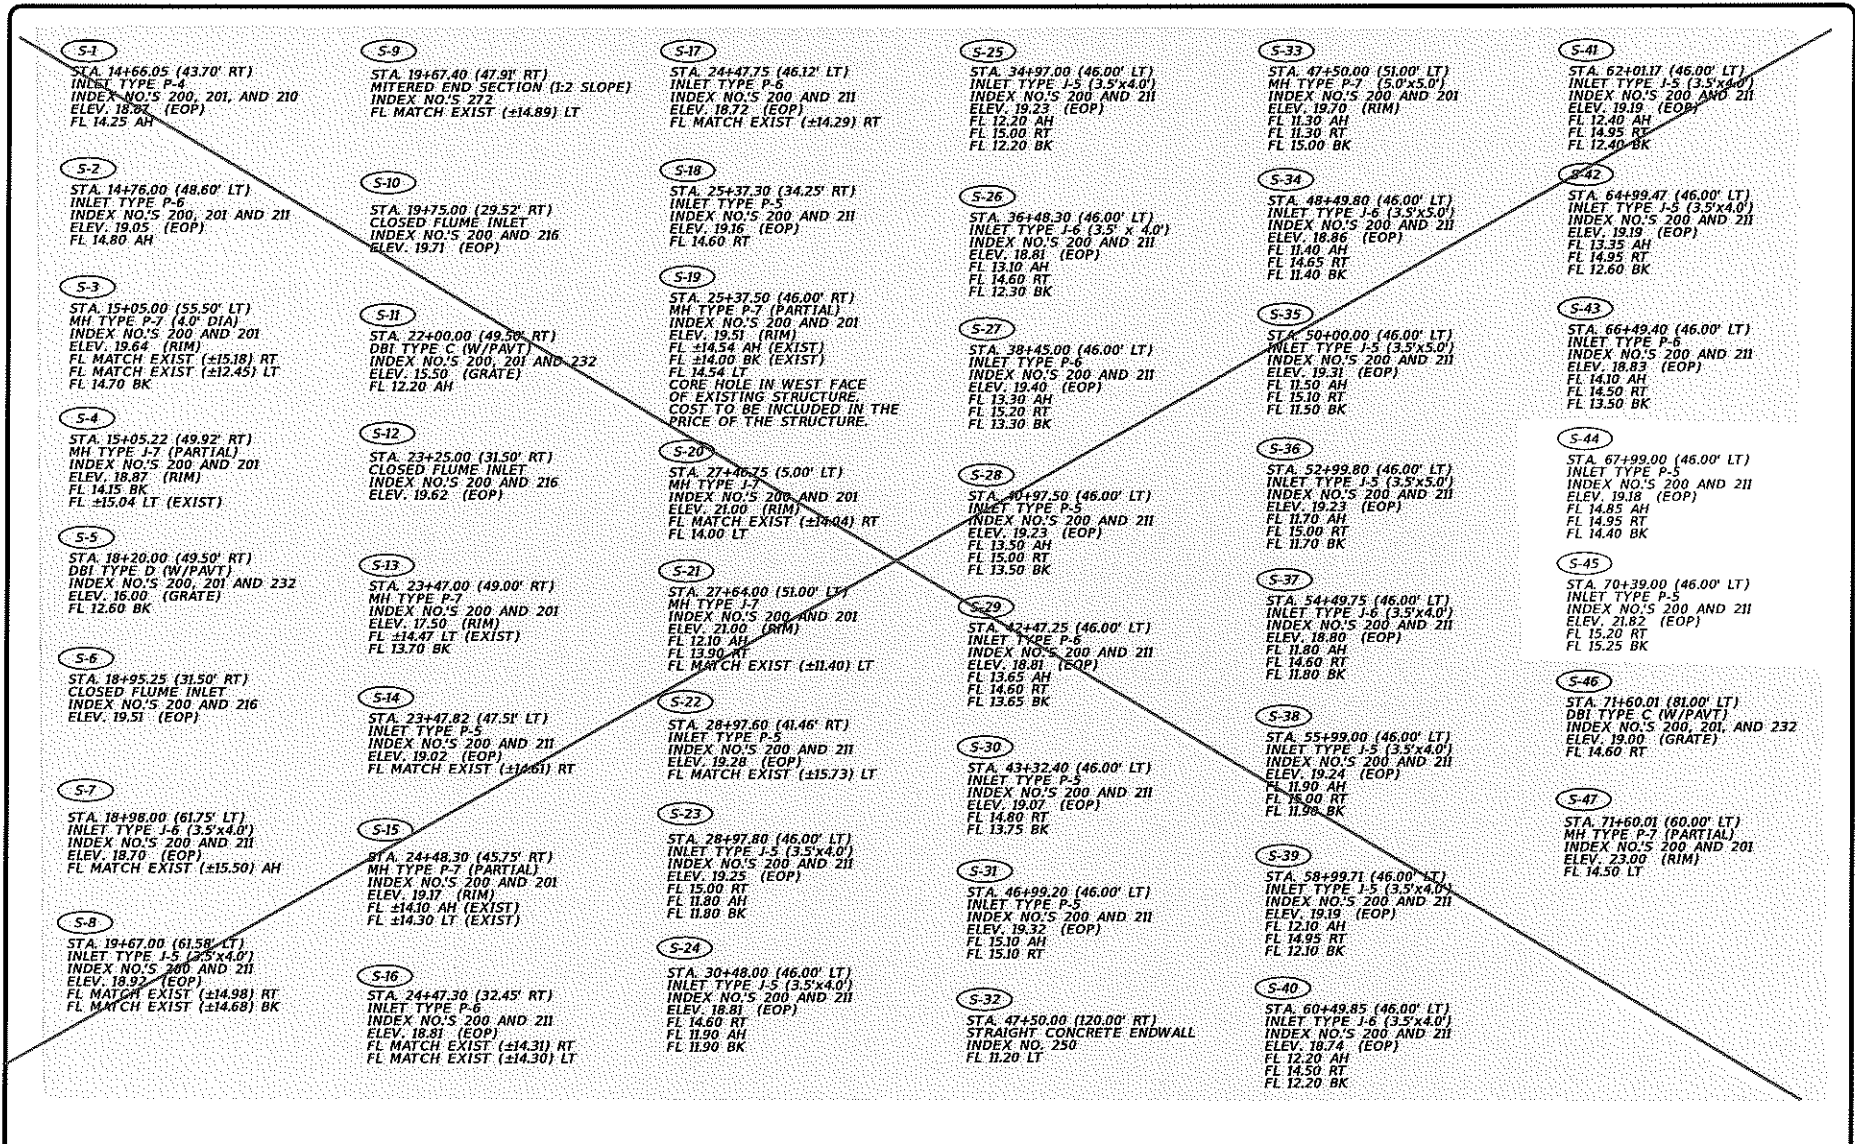 S-1
STA. 14+66.05 (43.70' RT)
INLET TYPE P-4
INDEX NO.'S 200, 201, AND 210
ELEV. 18.87 (EOP)
FL 14.25 AH
S-2
STA. 14+76.00 (48.60' LT)
INLET TYPE P-6
INDEX NO.'S 200, 201 AND 211
ELEV. 19.05 (EOP)
FL 14.80 AH
S-3
STA. 15+05.00 (55.50' LT)
MH TYPE P-7 (4.0' DIA)
INDEX NO.'S 200 AND 201
ELEV. 19.64 (RIM)
FL MATCH EXIST (±15.18) RT
FL MATCH EXIST (±12.45) LT
FL 14.70 BK
S-4
STA. 15+05.22 (49.92' RT)
MH TYPE J-7 (PARTIAL)
INDEX NO.'S 200 AND 201
ELEV. 18.87 (RIM)
FL 14.15 BK
FL ±15.04 LT (EXIST)
S-5
STA. 18+20.00 (49.50' RT)
DBI TYPE D (W/PAVT)
INDEX NO.'S 200, 201 AND 232
ELEV. 16.00 (GRATE)
FL 12.60 BK
S-6
STA. 18+95.25 (31.50' RT)
CLOSED FLUME INLET
INDEX NO.'S 200 AND 216
ELEV. 19.51 (EOP)
S-7
STA. 18+98.00 (61.75' LT)
INLET TYPE J-6 (3.5'x4.0')
INDEX NO.'S 200 AND 211
ELEV. 18.70 (EOP)
FL MATCH EXIST (±15.50) AH
S-8
STA. 19+67.00 (61.58' LT)
INLET TYPE J-5 (3.5'x4.0')
INDEX NO.'S 200 AND 211
ELEV. 18.92 (EOP)
FL MATCH EXIST (±14.98) RT
FL MATCH EXIST (±14.68) BK
S-9
STA. 19+67.40 (47.91' RT)
MITERED END SECTION (1:2 SLOPE)
INDEX NO.'S 272
FL MATCH EXIST (±14.89) LT
S-10
STA. 19+75.00 (29.52' RT)
CLOSED FLUME INLET
INDEX NO.'S 200 AND 216
ELEV. 19.71 (EOP)
S-11
STA. 22+00.00 (49.50' RT)
DBI TYPE C (W/PAVT)
INDEX NO.'S 200, 201 AND 232
ELEV. 15.50 (GRATE)
FL 12.20 AH
S-12
STA. 23+25.00 (31.50' RT)
CLOSED FLUME INLET
INDEX NO.'S 200 AND 216
ELEV. 19.62 (EOP)
S-13
STA. 23+47.00 (49.00' RT)
MH TYPE P-7
INDEX NO.'S 200 AND 201
ELEV. 17.50 (RIM)
FL ±14.47 LT (EXIST)
FL 13.70 BK
S-14
STA. 23+47.82 (47.51' LT)
INLET TYPE P-5
INDEX NO.'S 200 AND 211
ELEV. 19.02 (EOP)
FL MATCH EXIST (±14.61) RT
S-15
STA. 24+48.30 (45.75' RT)
MH TYPE P-7 (PARTIAL)
INDEX NO.'S 200 AND 201
ELEV. 19.17 (RIM)
FL ±14.10 AH (EXIST)
FL ±14.30 LT (EXIST)
S-16
STA. 24+47.30 (32.45' RT)
INLET TYPE P-6
INDEX NO.'S 200 AND 211
ELEV. 18.81 (EOP)
FL MATCH EXIST (±14.31) RT
FL MATCH EXIST (±14.30) LT
S-17
STA. 24+47.75 (46.12' LT)
INLET TYPE P-6
INDEX NO.'S 200 AND 211
ELEV. 18.72 (EOP)
FL MATCH EXIST (±14.29) RT
S-18
STA. 25+37.30 (34.25' RT)
INLET TYPE P-5
INDEX NO.'S 200 AND 211
ELEV. 19.16 (EOP)
FL 14.60 RT
S-19
STA. 25+37.50 (46.00' RT)
MH TYPE P-7 (PARTIAL)
INDEX NO.'S 200 AND 201
ELEV. 19.51 (RIM)
FL ±14.54 AH (EXIST)
FL ±14.00 BK (EXIST)
FL 14.54 LT
CORE HOLE IN WEST FACE
OF EXISTING STRUCTURE.
COST TO BE INCLUDED IN THE
PRICE OF THE STRUCTURE.
S-20
STA. 27+46.75 (5.00' LT)
MH TYPE J-7
INDEX NO.'S 200 AND 201
ELEV. 21.00 (RIM)
FL MATCH EXIST (±14.04) RT
FL 14.00 LT
S-21
STA. 27+64.00 (51.00' LT)
MH TYPE J-7
INDEX NO.'S 200 AND 201
ELEV. 21.00 (RIM)
FL 12.10 AH
FL 13.90 RT
FL MATCH EXIST (±11.40) LT
S-22
STA. 28+97.60 (41.46' RT)
INLET TYPE P-5
INDEX NO.'S 200 AND 211
ELEV. 19.28 (EOP)
FL MATCH EXIST (±15.73) LT
S-23
STA. 28+97.80 (46.00' LT)
INLET TYPE J-5 (3.5'x4.0')
INDEX NO.'S 200 AND 211
ELEV. 19.25 (EOP)
FL 15.00 RT
FL 11.80 AH
FL 11.80 BK
S-24
STA. 30+48.00 (46.00' LT)
INLET TYPE J-5 (3.5'x4.0')
INDEX NO.'S 200 AND 211
ELEV. 18.81 (EOP)
FL 14.60 RT
FL 11.90 AH
FL 11.90 BK
S-25
STA. 34+97.00 (46.00' LT)
INLET TYPE J-5 (3.5'x4.0')
INDEX NO.'S 200 AND 211
ELEV. 19.23 (EOP)
FL 12.20 AH
FL 15.00 RT
FL 12.20 BK
S-26
STA. 36+48.30 (46.00' LT)
INLET TYPE J-6 (3.5' x 4.0')
INDEX NO.'S 200 AND 211
ELEV. 18.81 (EOP)
FL 13.10 AH
FL 14.60 RT
FL 12.30 BK
S-27
STA. 38+45.00 (46.00' LT)
INLET TYPE P-6
INDEX NO.'S 200 AND 211
ELEV. 19.40 (EOP)
FL 13.30 AH
FL 15.20 RT
FL 13.30 BK
S-28
STA. 40+97.50 (46.00' LT)
INLET TYPE P-5
INDEX NO.'S 200 AND 211
ELEV. 19.23 (EOP)
FL 13.50 AH
FL 15.00 RT
FL 13.50 BK
S-29
STA. 42+47.25 (46.00' LT)
INLET TYPE P-6
INDEX NO.'S 200 AND 211
ELEV. 18.81 (EOP)
FL 13.65 AH
FL 14.60 RT
FL 13.65 BK
S-30
STA. 43+32.40 (46.00' LT)
INLET TYPE P-5
INDEX NO.'S 200 AND 211
ELEV. 19.07 (EOP)
FL 14.80 RT
FL 13.75 BK
S-31
STA. 46+99.20 (46.00' LT)
INLET TYPE P-5
INDEX NO.'S 200 AND 211
ELEV. 19.32 (EOP)
FL 15.10 AH
FL 15.10 RT
S-32
STA. 47+50.00 (120.00' RT)
STRAIGHT CONCRETE ENDWALL
INDEX NO. 250
FL 11.20 LT
S-33
STA. 47+50.00 (51.00' LT)
MH TYPE P-7 (5.0'x5.0')
INDEX NO.'S 200 AND 201
ELEV. 19.70 (RIM)
FL 11.30 AH
FL 11.30 RT
FL 15.00 BK
S-34
STA. 48+49.80 (46.00' LT)
INLET TYPE J-6 (3.5'x5.0')
INDEX NO.'S 200 AND 211
ELEV. 18.86 (EOP)
FL 11.40 AH
FL 14.65 RT
FL 11.40 BK
S-35
STA. 50+00.00 (46.00' LT)
INLET TYPE J-5 (3.5'x5.0')
INDEX NO.'S 200 AND 211
ELEV. 19.31 (EOP)
FL 11.50 AH
FL 15.10 RT
FL 11.50 BK
S-36
STA. 52+99.80 (46.00' LT)
INLET TYPE J-5 (3.5'x5.0')
INDEX NO.'S 200 AND 211
ELEV. 19.23 (EOP)
FL 11.70 AH
FL 15.00 RT
FL 11.70 BK
S-37
STA. 54+49.75 (46.00' LT)
INLET TYPE J-6 (3.5'x4.0')
INDEX NO.'S 200 AND 211
ELEV. 18.80 (EOP)
FL 11.80 AH
FL 14.60 RT
FL 11.80 BK
S-38
STA. 55+99.00 (46.00' LT)
INLET TYPE J-5 (3.5'x4.0')
INDEX NO.'S 200 AND 211
ELEV. 19.24 (EOP)
FL 11.90 AH
FL 15.00 RT
FL 11.90 BK
S-39
STA. 58+99.71 (46.00' LT)
INLET TYPE J-5 (3.5'x4.0')
INDEX NO.'S 200 AND 211
ELEV. 19.19 (EOP)
FL 12.10 AH
FL 14.95 RT
FL 12.10 BK
S-40
STA. 60+49.85 (46.00' LT)
INLET TYPE J-6 (3.5'x4.0')
INDEX NO.'S 200 AND 211
ELEV. 18.74 (EOP)
FL 12.20 AH
FL 14.50 RT
FL 12.20 BK
S-41
STA. 62+01.17 (46.00' LT)
INLET TYPE J-5 (3.5'x4.0')
INDEX NO.'S 200 AND 211
ELEV. 19.19 (EOP)
FL 12.40 AH
FL 14.95 RT
FL 12.40 BK
S-42
STA. 64+99.47 (46.00' LT)
INLET TYPE J-5 (3.5'x4.0')
INDEX NO.'S 200 AND 211
ELEV. 19.19 (EOP)
FL 13.35 AH
FL 14.95 RT
FL 12.60 BK
S-43
STA. 66+49.40 (46.00' LT)
INLET TYPE P-6
INDEX NO.'S 200 AND 211
ELEV. 18.83 (EOP)
FL 14.10 AH
FL 14.50 RT
FL 13.50 BK
S-44
STA. 67+99.00 (46.00' LT)
INLET TYPE P-5
INDEX NO.'S 200 AND 211
ELEV. 19.18 (EOP)
FL 14.85 AH
FL 14.95 RT
FL 14.40 BK
S-45
STA. 70+39.00 (46.00' LT)
INLET TYPE P-5
INDEX NO.'S 200 AND 211
ELEV. 21.82 (EOP)
FL 15.20 RT
FL 15.25 BK
S-46
STA. 71+60.01 (81.00' LT)
DBI TYPE C (W/PAVT)
INDEX NO.'S 200, 201, AND 232
ELEV. 19.00 (GRATE)
FL 14.60 RT
S-47
STA. 71+60.01 (60.00' LT)
MH TYPE P-7 (PARTIAL)
INDEX NO.'S 200 AND 201
ELEV. 23.00 (RIM)
FL 14.50 LT